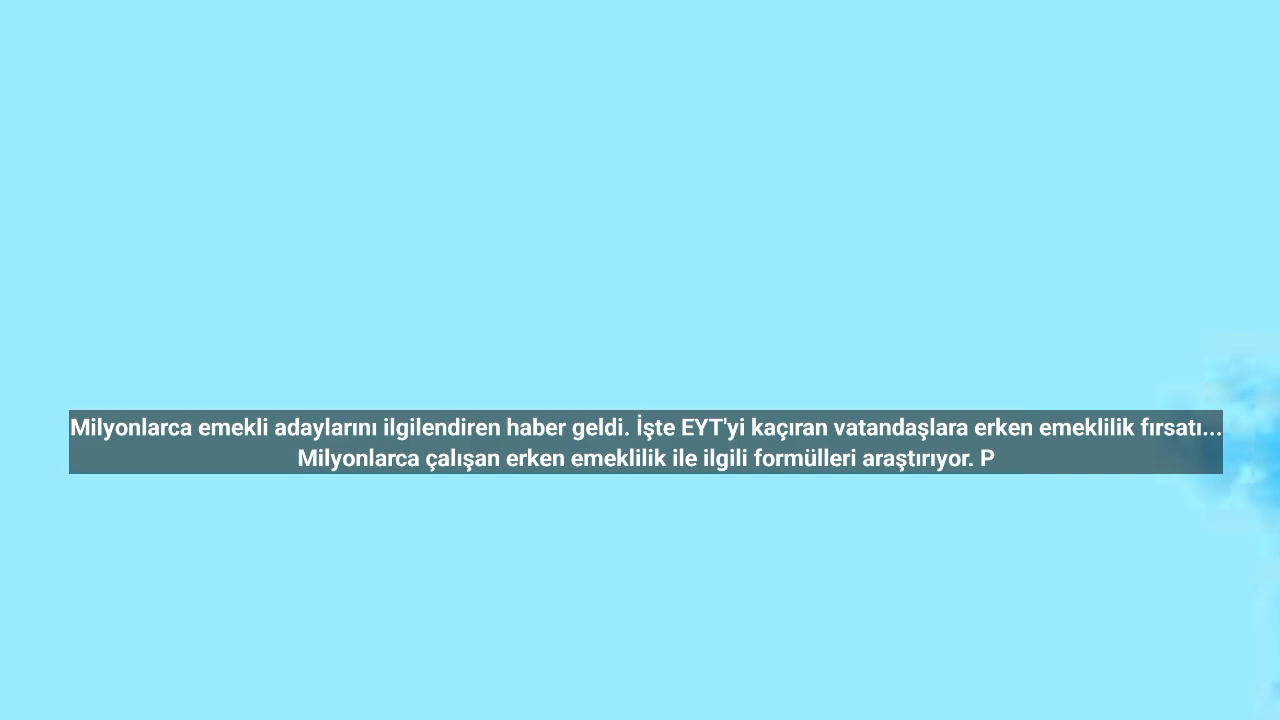 Milyonlarca emekli adaylarını ilgilendiren haber geldi. İşte EYT'yi kaçıran vatandaşlara erken emeklilik fırsatı...
Milyonlarca çalışan erken emeklilik ile ilgili formülleri araştırıyor. P